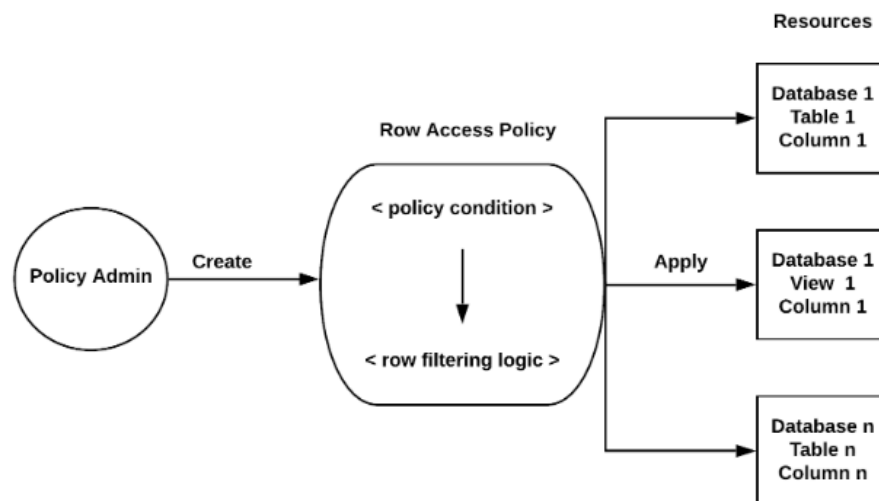 Resources
Database 1
Table 1
Column 1
Row Access Policy
< policy condition >
Policy Admin
Create
Apply
Database 1
View 1
Column 1
< row filtering logic >
Database n
Table n
Column n